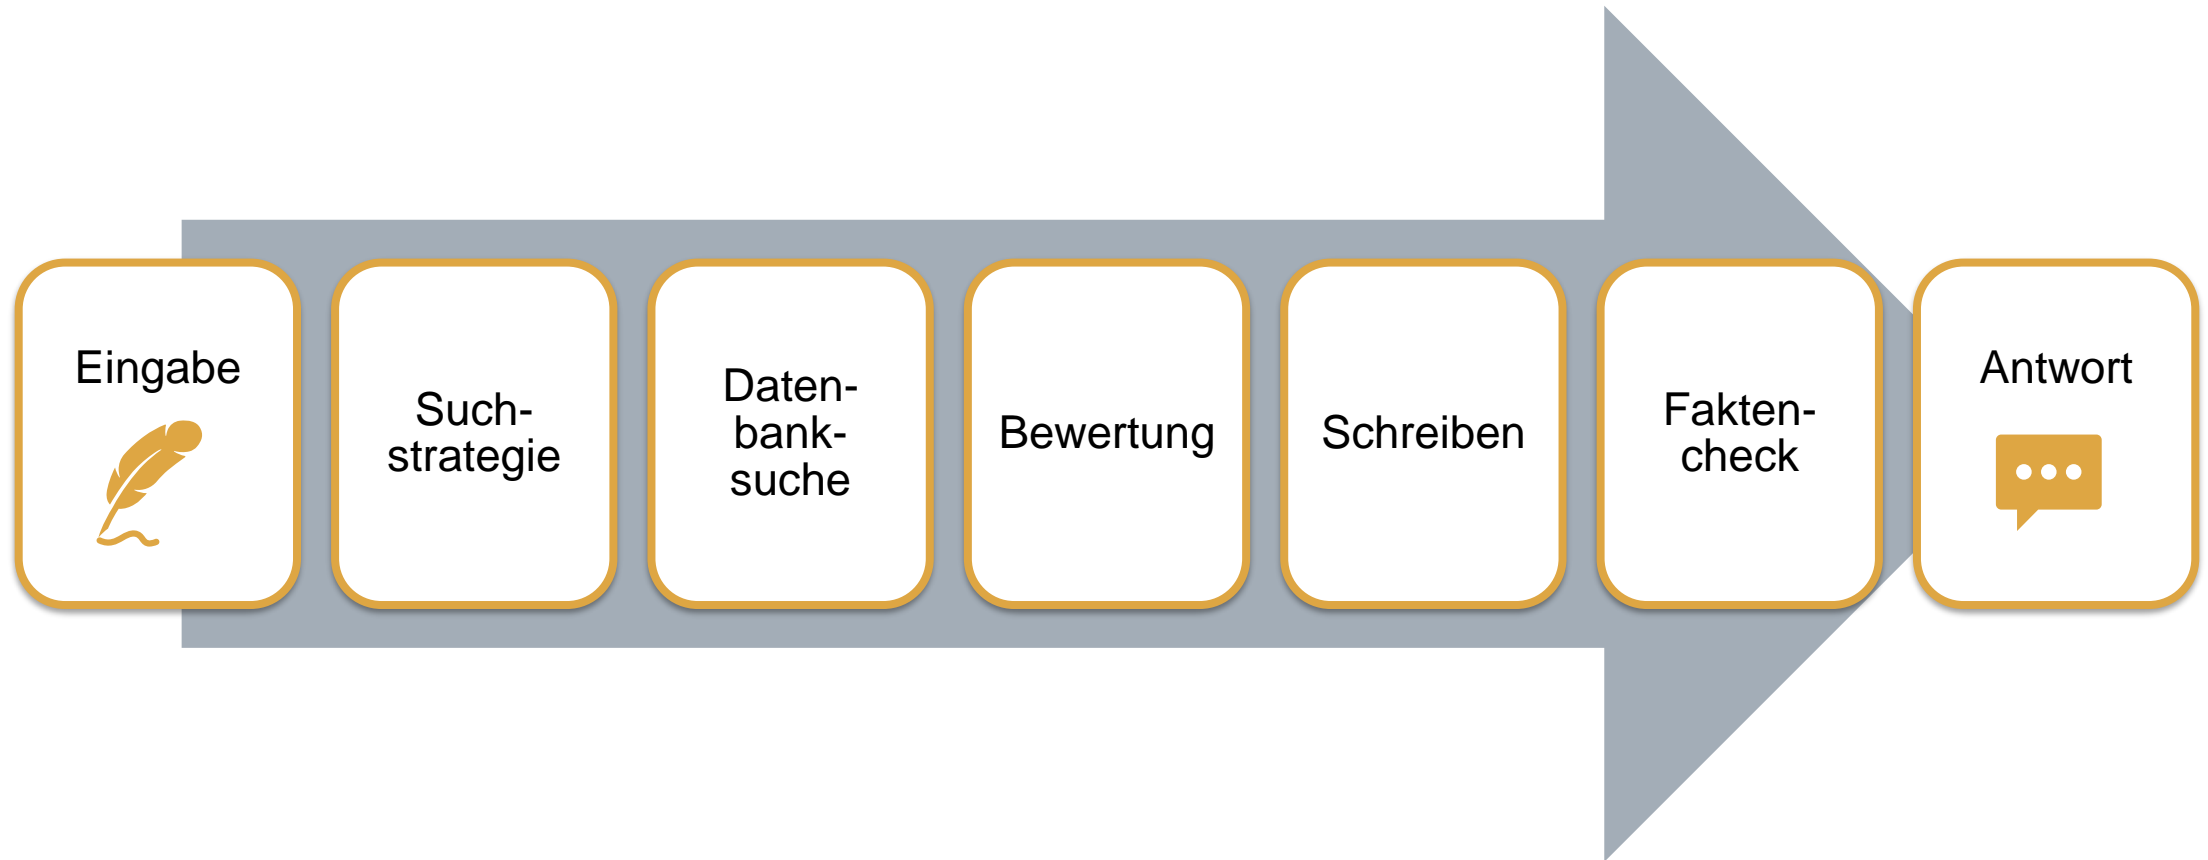 Eingabe
Such-
strategie
Daten-
bank-
suche
Bewertung
Schreiben
Fakten-
check
Antwort